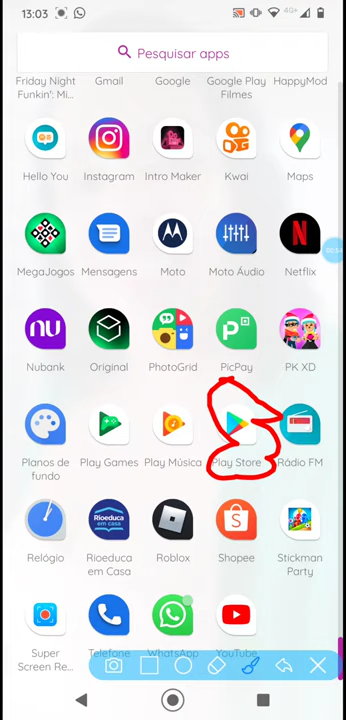 13:03
4G+
Pesquisar apps
Friday Night Funkin': Mi...
Gmail
Google
Google Play Filmes
HappyMod
Hello You
Instagram
Intro Maker
Kwai
Maps
MegaJogos
Mensagens
Moto
Moto Áudio
Netflix
Nubank
Original
PhotoGrid
PicPay
PK XD
Planos de fundo
Play Games
Play Música
Play Store
Rádio FM
Relógio
Rioeduca em Casa
Roblox
Shopee
Stickman Party
Super Screen Re...
Telefone
WhatsApp
YouTube